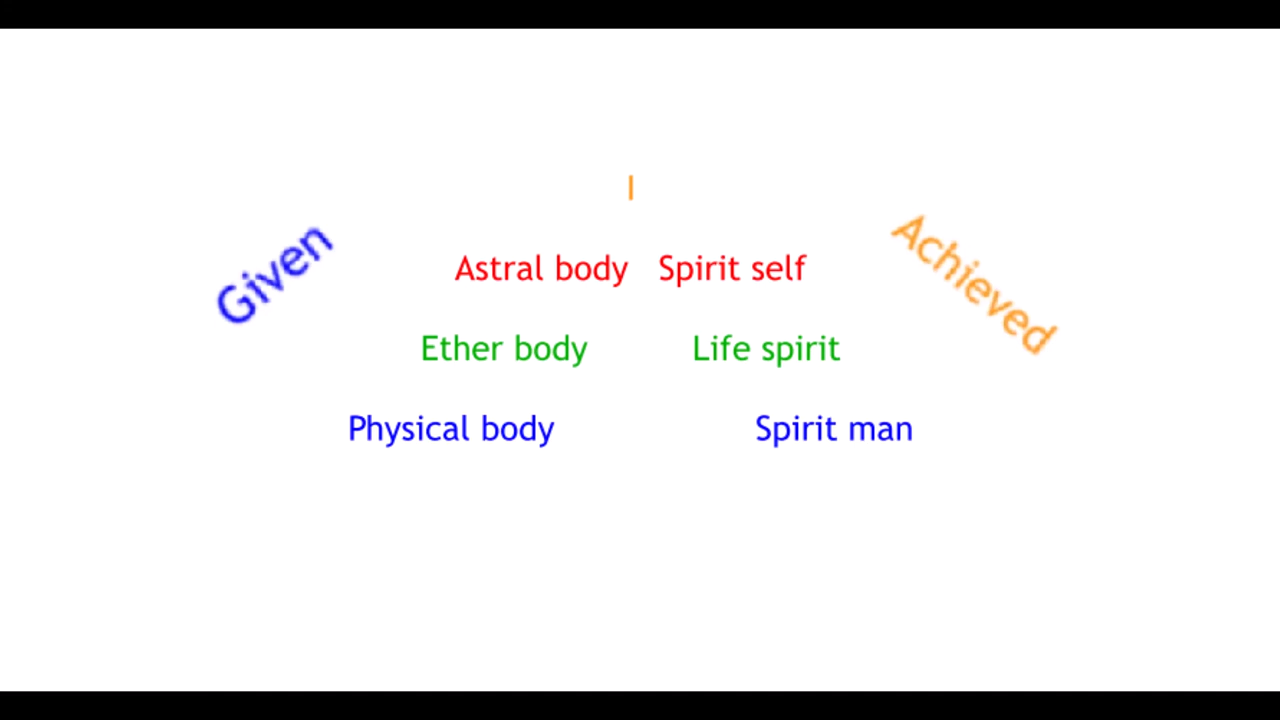 I
Given
Achieved
Astral body Spirit self
Ether body Life spirit
Physical body Spirit man